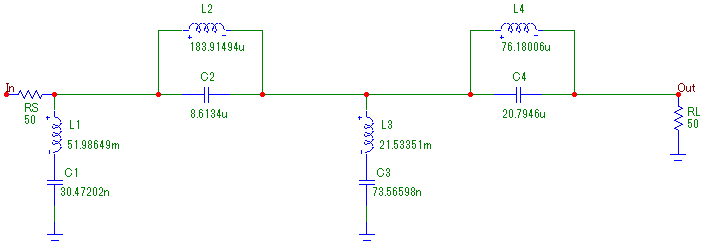 L2
183.91494u
L4
76.18006u
In
C2
C4
Out
RS
50
8.6134u
20.7946u
RL
50
L1
51.98649m
L3
21.53351m
C1
30.47202n
C3
73.56598n